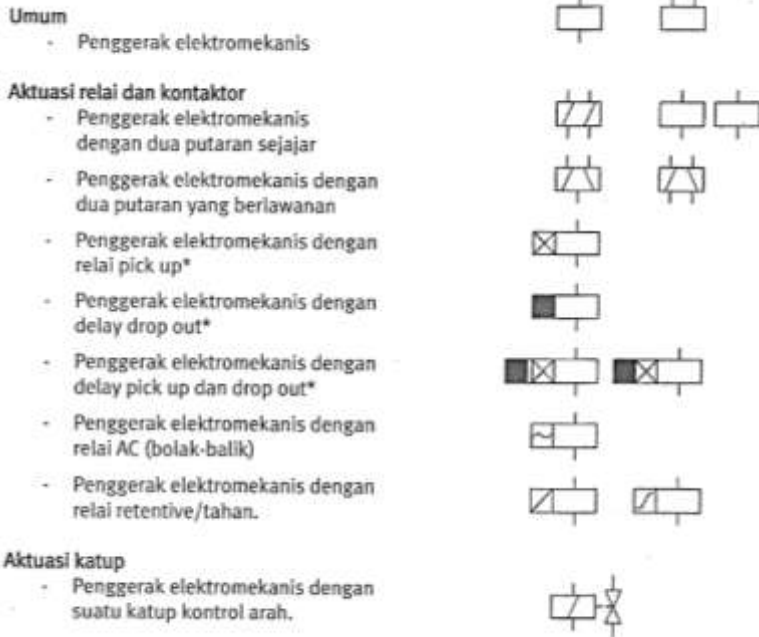 Umum
- Penggerak elektromekanis
Aktuasi relai dan kontaktor
- Penggerak elektromekanis
dengan dua putaran sejajar
- Penggerak elektromekanis dengan
dua putaran yang berlawanan
- Penggerak elektromekanis dengan
relai pick up*
- Penggerak elektromekanis dengan
delay drop out*
- Penggerak elektromekanis dengan
delay pick up dan drop out*
- Penggerak elektromekanis dengan
relai AC (bolak-balik)
- Penggerak elektromekanis dengan
relai retentive/tahan.
Aktuasi katup
- Penggerak elektromekanis dengan
suatu katup kontrol arah.